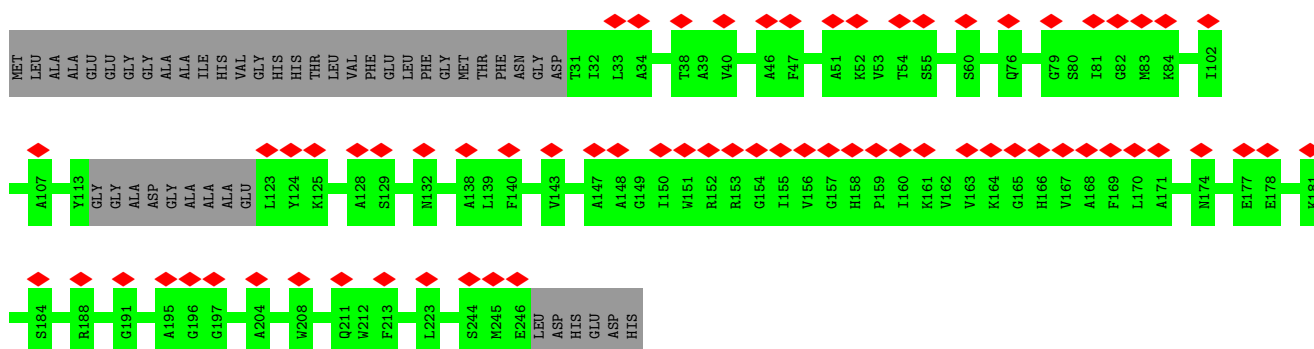 MET LEU ALA ALA GLU GLU GLY GLY ALA ALA ILE HIS VAL GLY HIS HIS THR LEU VAL PHE GLU LEU PHE GLY MET THR PHE ASN GLY ASP T31 I32 L33 A34 T38 A39 V40 A46 F47 A51 K52 V53 T54 S55 S60 Q76 G79 S80 I81 G82 M83 K84 I102
A107 Y113 GLY GLY ALA ASP GLY ALA ALA ALA GLU L123 Y124 K125 A128 S129 N132 A138 L139 F140 V143 A147 A148 G149 I150 W151 R152 R153 G154 I155 V156 G157 H158 P159 I160 K161 V162 V163 K164 G165 H166 V167 A168 F169 L170 A171 N174 E177 E178 K181
S184 R188 G191 A195 G196 G197 A204 W208 Q211 W212 F213 L223 S244 M245 E246 LEU ASP HIS GLU ASP HIS